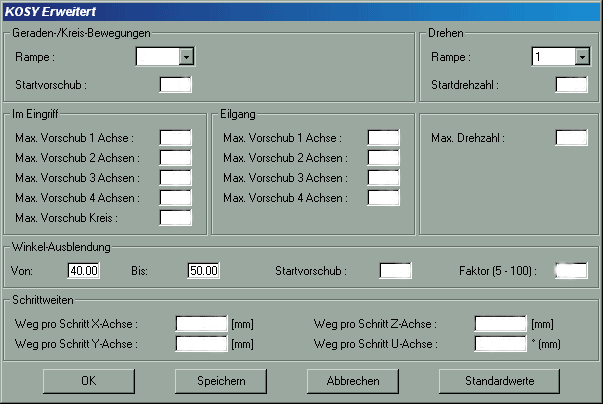 KOSY Erweitert
Geraden-/Kreis-Bewegungen
Rampe :
Startvorschub :
Drehen
Rampe : 1
Startdrehzahl :
Im Eingriff
Max. Vorschub 1 Achse :
Max. Vorschub 2 Achsen :
Max. Vorschub 3 Achsen :
Max. Vorschub 4 Achsen :
Max. Vorschub Kreis :
Eilgang
Max. Vorschub 1 Achse :
Max. Vorschub 2 Achsen :
Max. Vorschub 3 Achsen :
Max. Vorschub 4 Achsen :
Max. Drehzahl :
Winkel-Ausblendung
Von: 40.00 Bis: 50.00 Startvorschub : Faktor (5 - 100) :
Schrittweiten
Weg pro Schritt X-Achse : [mm] Weg pro Schritt Z-Achse : [mm]
Weg pro Schritt Y-Achse : [mm] Weg pro Schritt U-Achse : ° (mm)
OK Speichern Abbrechen Standardwerte